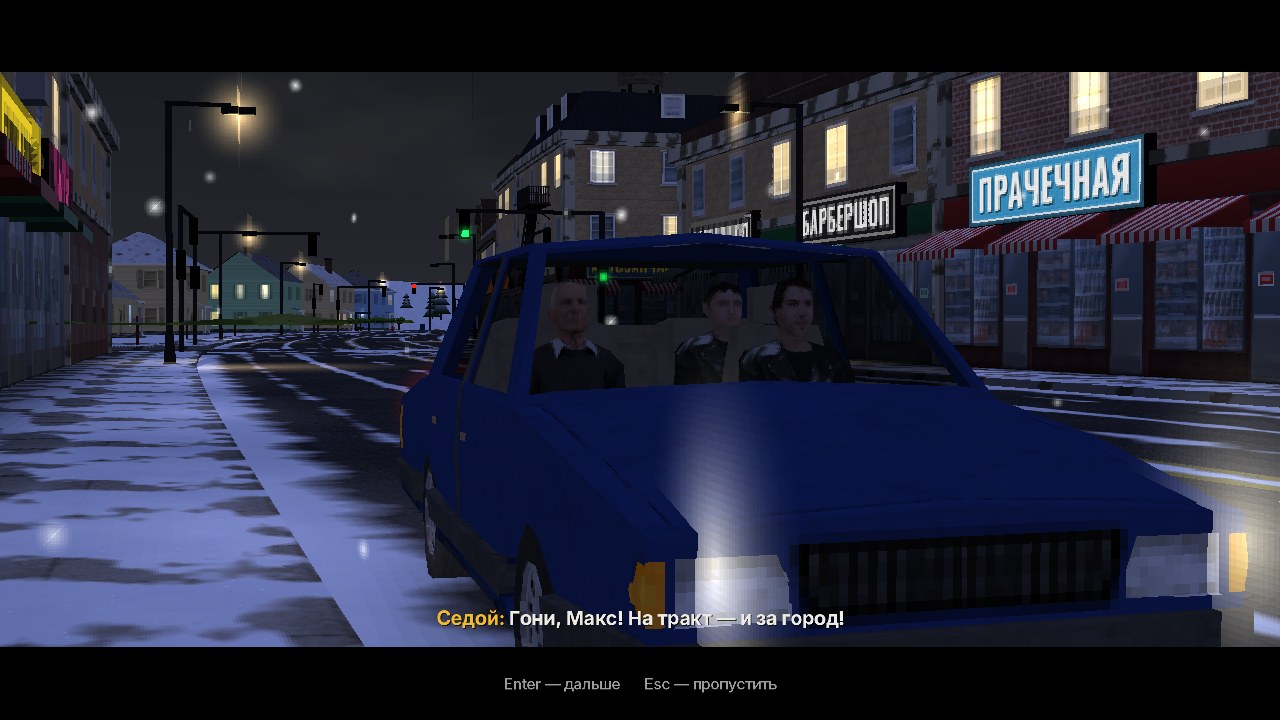 ПРАЧЕЧНАЯ
БАРБЕРШОП
Седой: Гони, Макс! На тракт — и за город!
Enter — дальше Esc — пропустить